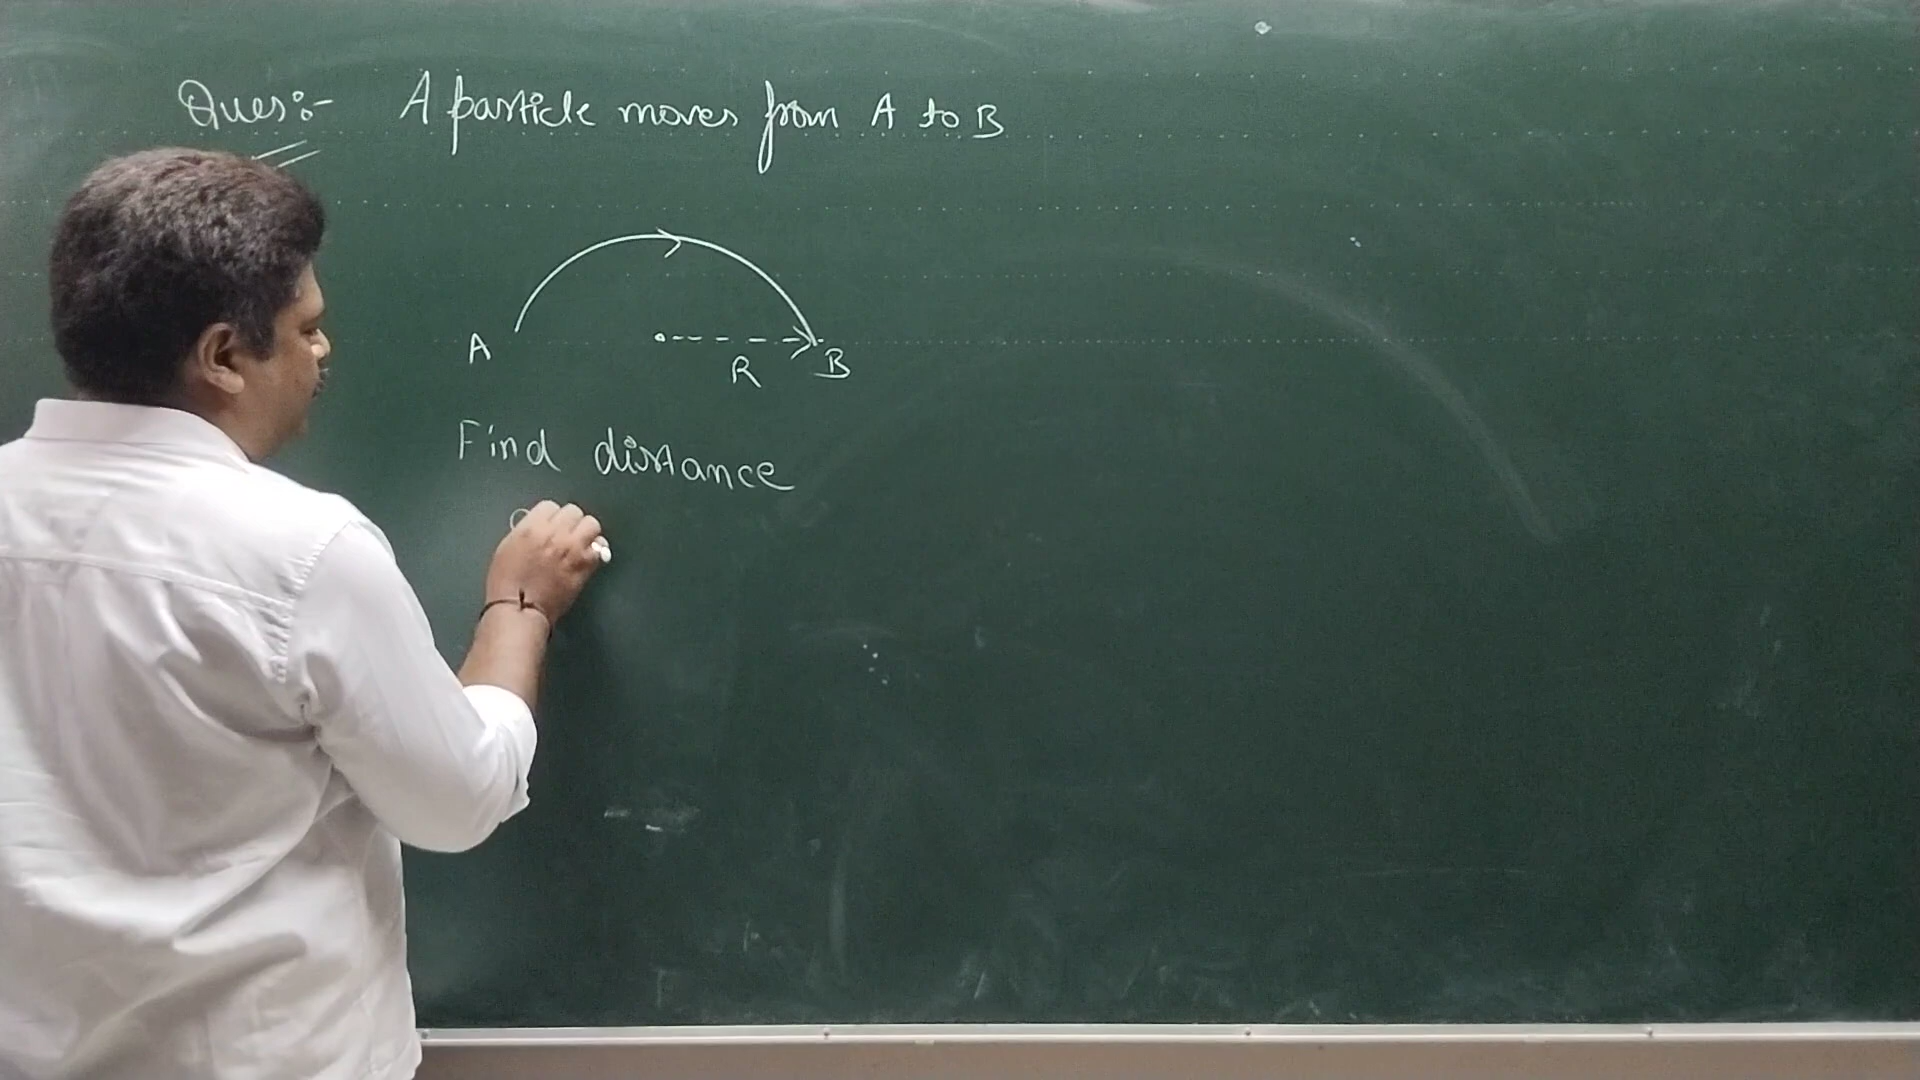 Ques:- A particle moves from A to B
A R B
Find distance